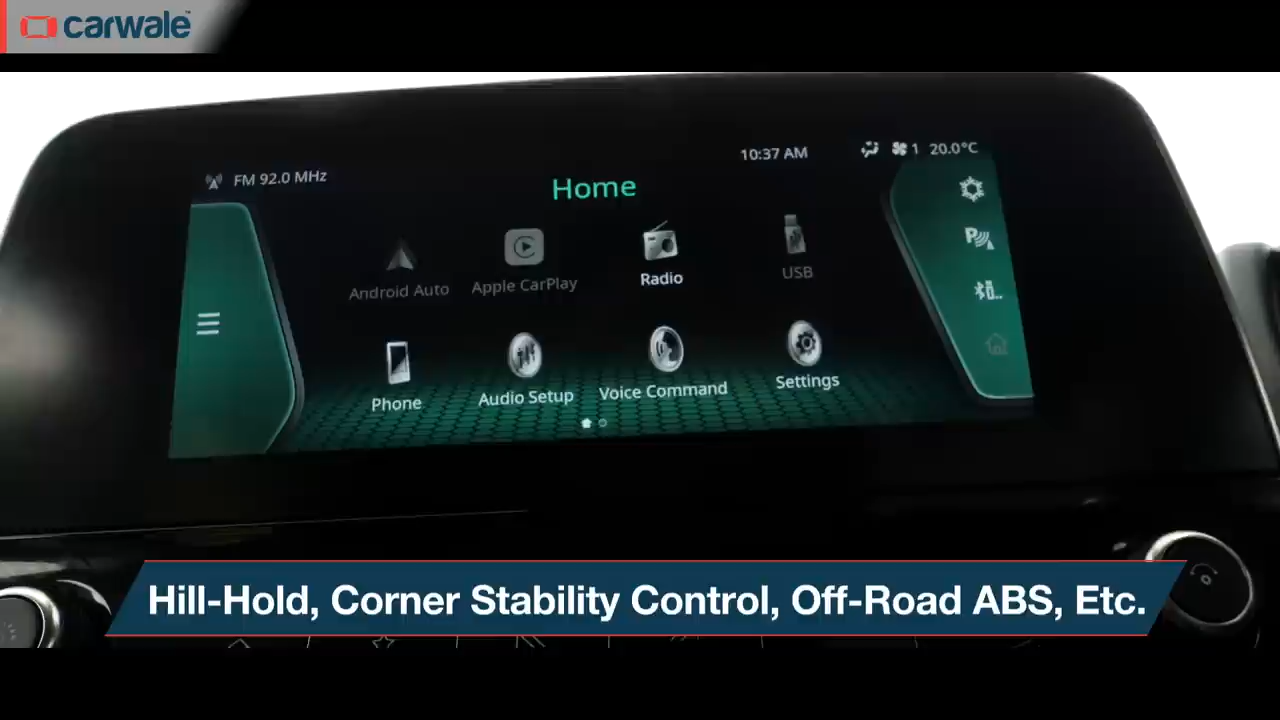 carwale™
FM 92.0 MHz
10:37 AM
1 20.0°C
Home
Android Auto
Apple CarPlay
Radio
USB
Phone
Audio Setup
Voice Command
Settings
Hill-Hold, Corner Stability Control, Off-Road ABS, Etc.